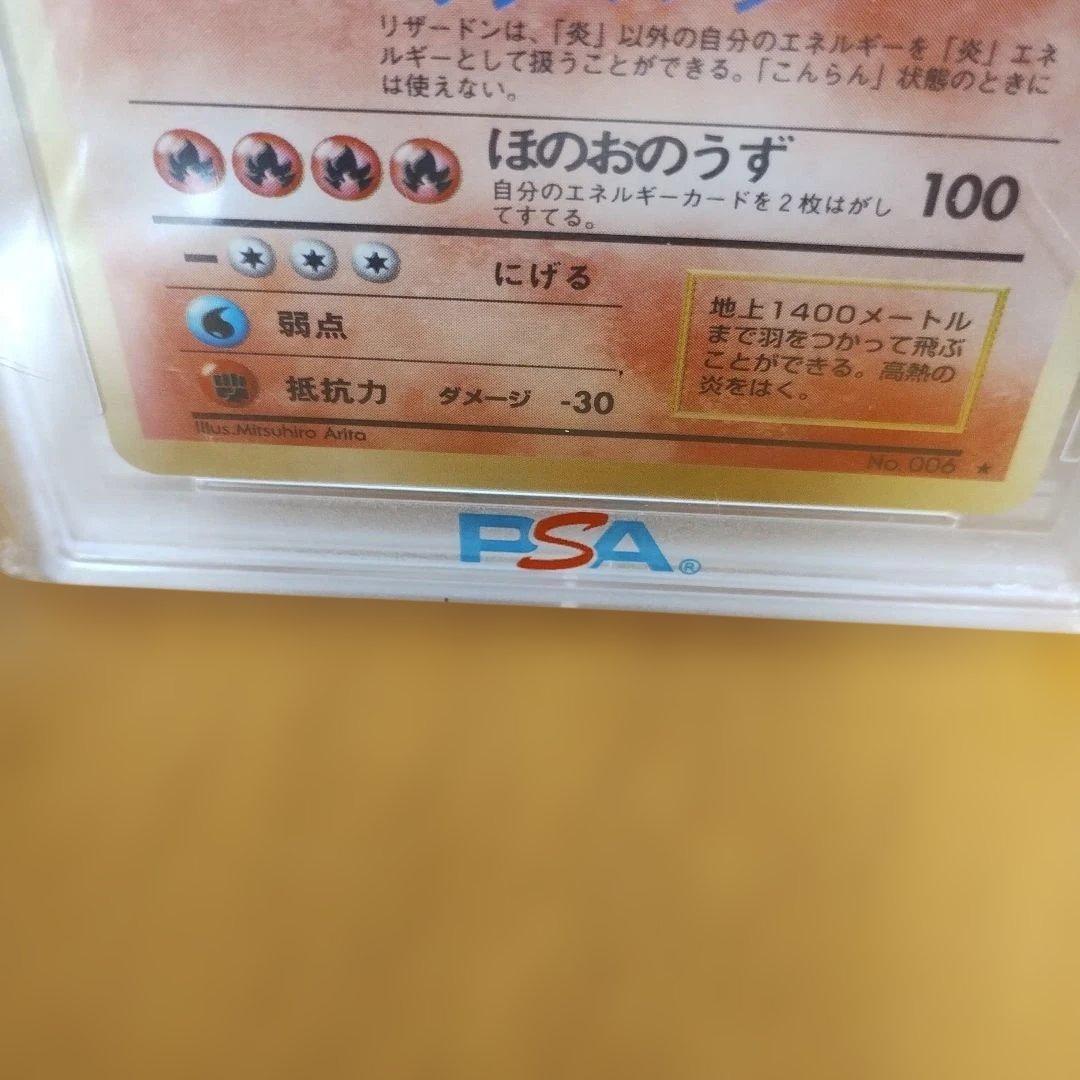 リザードンは、「炎」以外の自分のエネルギーを「炎」エネ
ルギーとして扱うことができる。「こんらん」状態のときに
は使えない。
ほのおのうず 100
自分のエネルギーカードを2枚はがし
てすてる。
にげる
弱点
抵抗力 ダメージ -30
地上1400メートル
まで羽をつかって飛ぶ
ことができる。高熱の
炎をはく。
Illus.Mitsuhiro Arita
No. 006 ★
PSA®